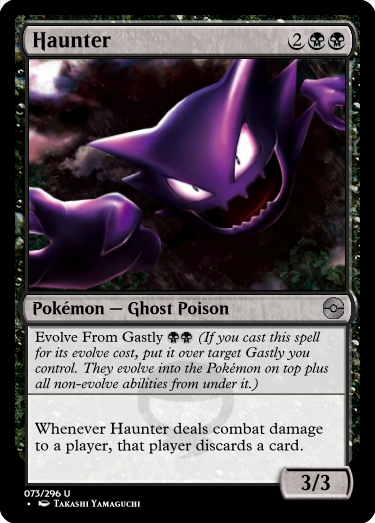 Haunter 2
Pokémon — Ghost Poison
Evolve From Gastly (If you cast this spell
for its evolve cost, put it over target Gastly you
control. They evolve into the Pokémon on top plus
all non-evolve abilities from under it.)
Whenever Haunter deals combat damage
to a player, that player discards a card.
3/3
073/296 U
• Takashi Yamaguchi